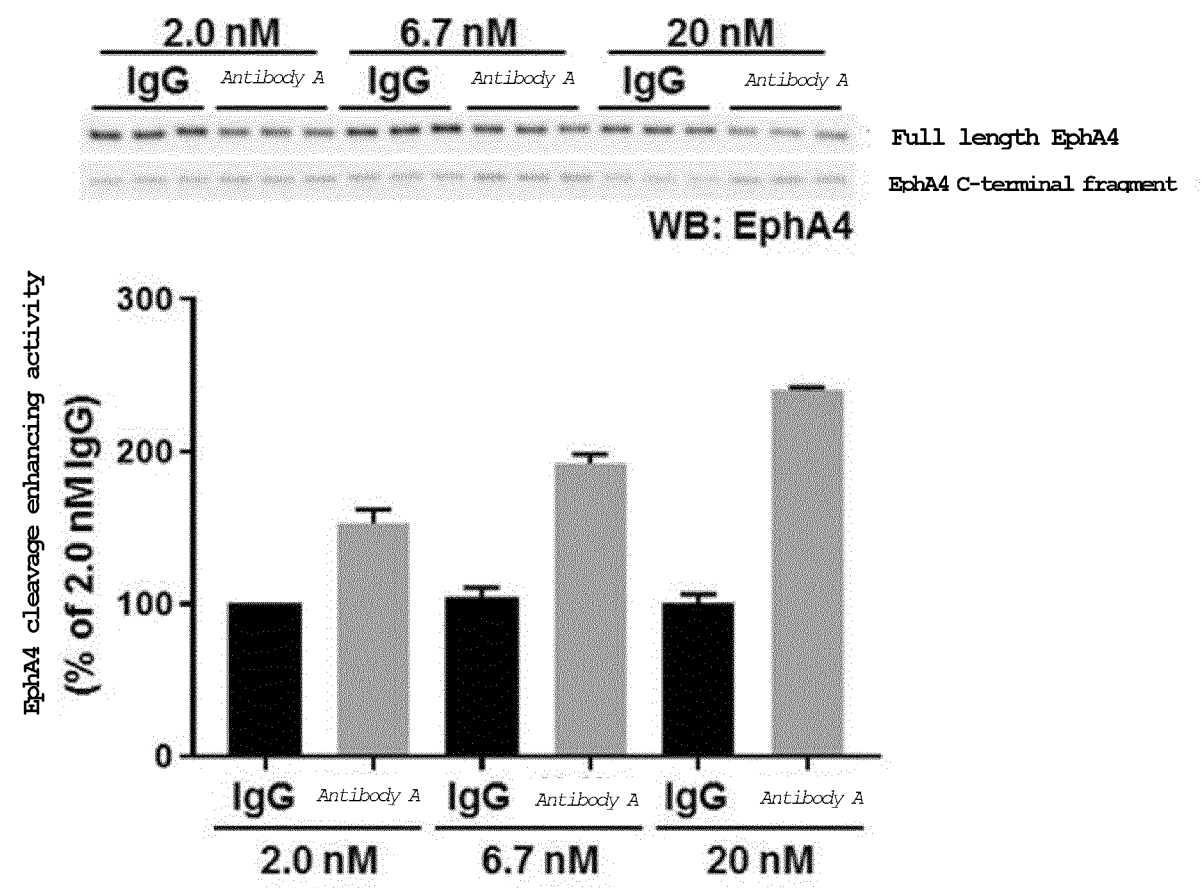 2.0 nM 6.7 nM 20 nM
IgG Antibody A IgG Antibody A IgG Antibody A
Full length EphA4
EphA4 C-terminal fragment
WB: EphA4
EphA4 cleavage enhancing activity
(% of 2.0 nM IgG)
300
200
100
0
IgG Antibody A IgG Antibody A IgG Antibody A
2.0 nM 6.7 nM 20 nM